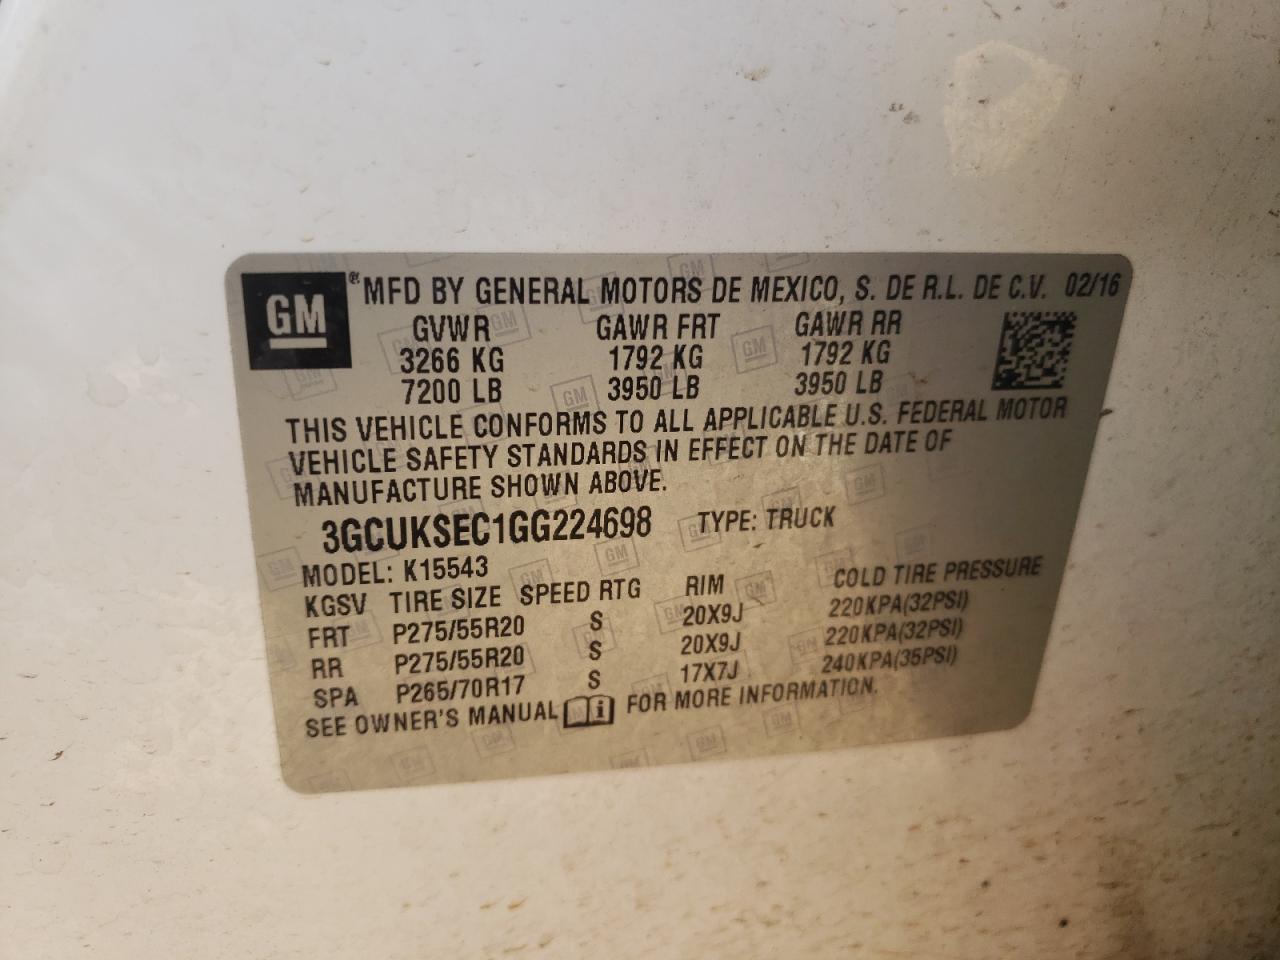 GM ® MFD BY GENERAL MOTORS DE MEXICO, S. DE R.L. DE C.V. 02/16
GVWR GAWR FRT GAWR RR
3266 KG 1792 KG 1792 KG
7200 LB 3950 LB 3950 LB
THIS VEHICLE CONFORMS TO ALL APPLICABLE U.S. FEDERAL MOTOR
VEHICLE SAFETY STANDARDS IN EFFECT ON THE DATE OF
MANUFACTURE SHOWN ABOVE.
3GCUKSEC1GG224698 TYPE: TRUCK
MODEL: K15543
KGSV TIRE SIZE SPEED RTG RIM COLD TIRE PRESSURE
FRT P275/55R20 S 20X9J 220KPA(32PSI)
RR P275/55R20 S 20X9J 220KPA(32PSI)
SPA P265/70R17 S 17X7J 240KPA(35PSI)
SEE OWNER'S MANUAL FOR MORE INFORMATION.